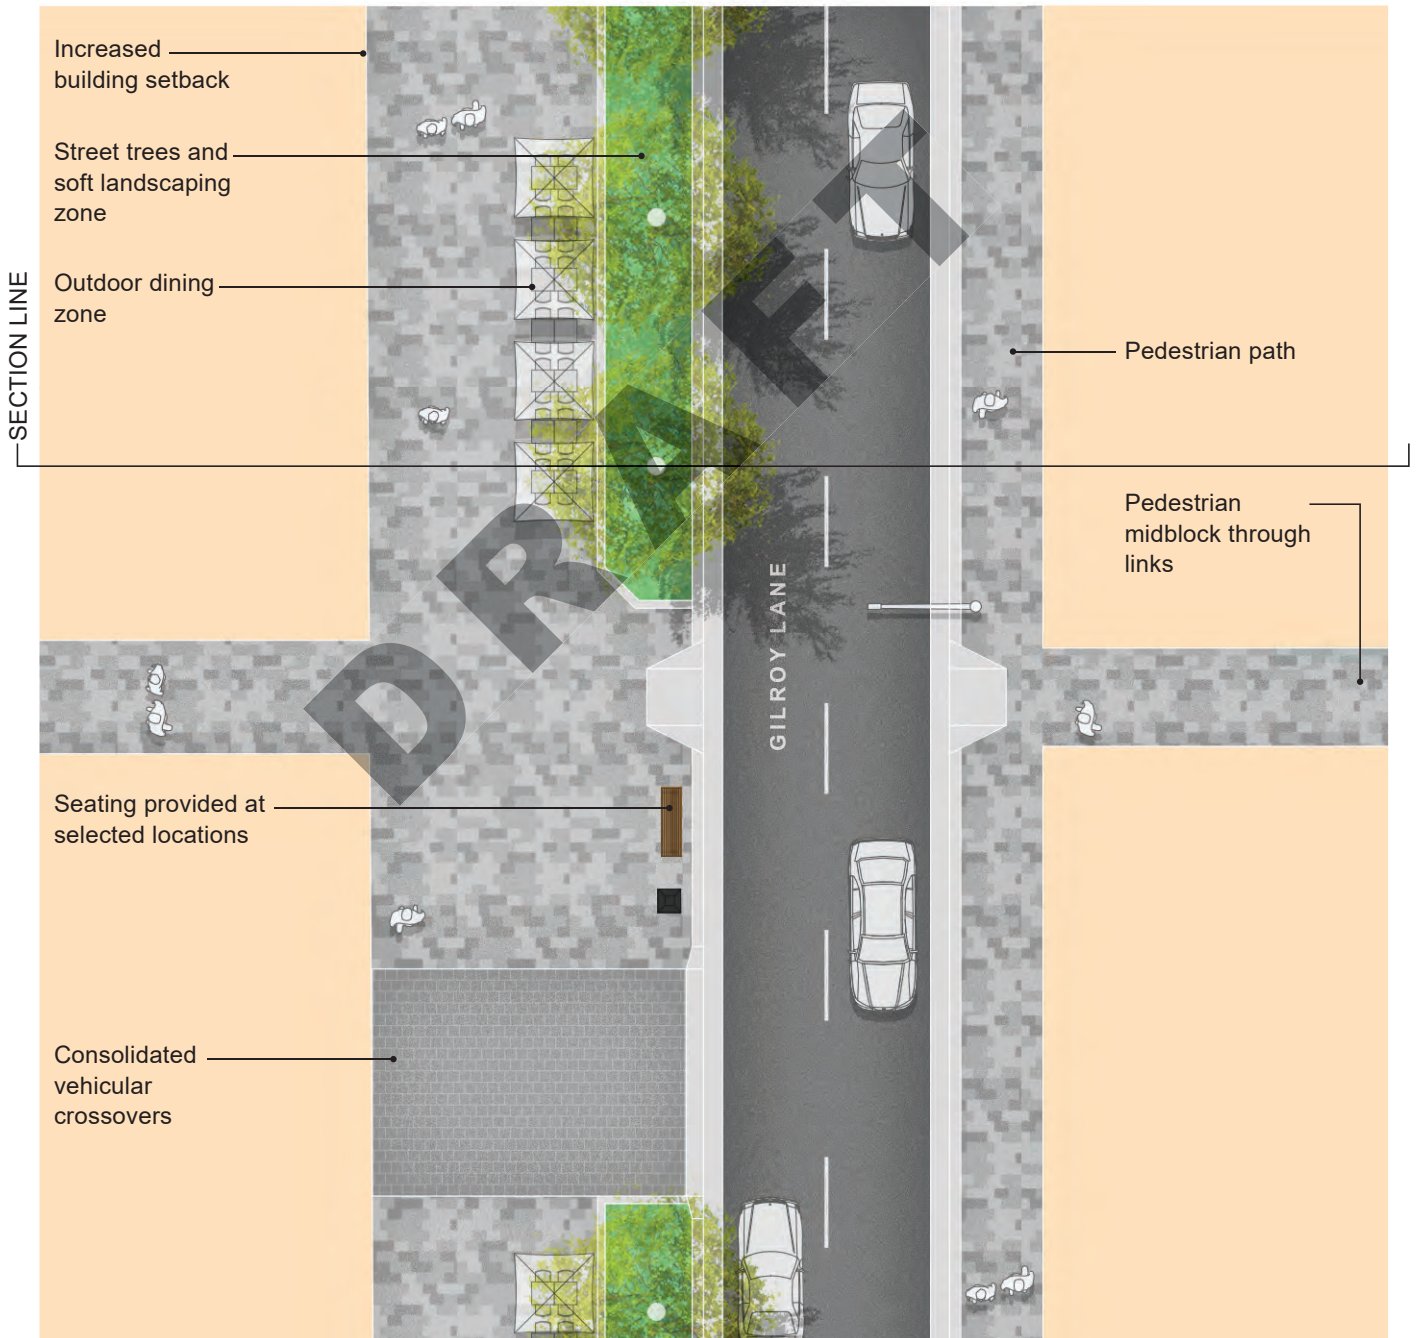 Increased
building setback
Street trees and
soft landscaping
zone
Outdoor dining
zone
SECTION LINE
Pedestrian path
Pedestrian
midblock through
links
GILROY LANE
DRAFT
Seating provided at
selected locations
Consolidated
vehicular
crossovers